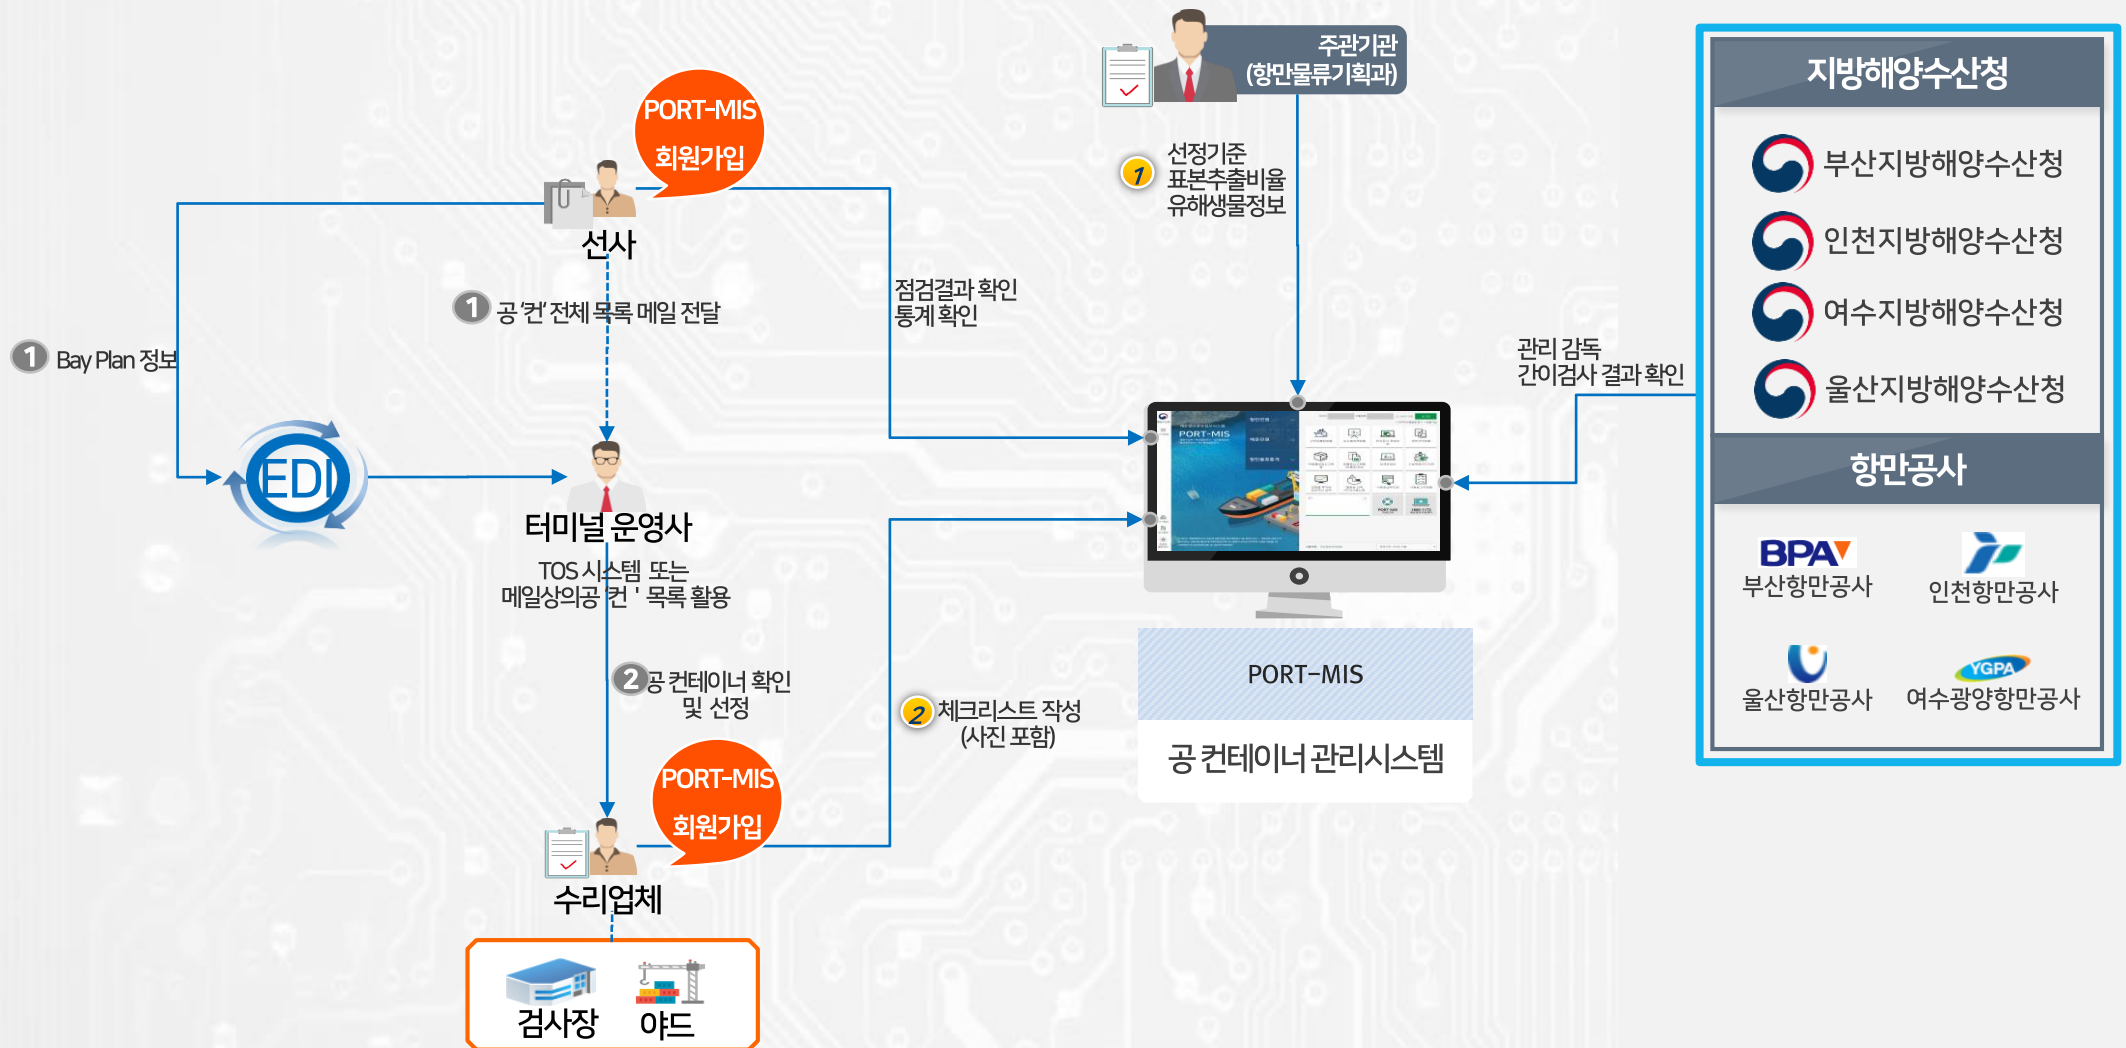 주관기관
(항만물류기획과)
PORT-MIS
회원가입
1
선정기준
표본추출비율
유해생물정보
선사
1
공 '컨' 전체 목록 메일 전달
점검결과 확인
통계 확인
1
Bay Plan 정보
EDI
터미널 운영사
TOS 시스템 또는
메일상의공 '컨 ' 목록 활용
2
공 컨테이너 확인
및 선정
PORT-MIS
회원가입
2
체크리스트 작성
(사진 포함)
수리업체
검사장
야드
PORT-MIS
PORT-MIS
공 컨테이너 관리시스템
관리 감독
간이검사 결과 확인
지방해양수산청
부산지방해양수산청
인천지방해양수산청
여수지방해양수산청
울산지방해양수산청
항만공사
BPA
부산항만공사
인천항만공사
울산항만공사
YGPA
여수광양항만공사